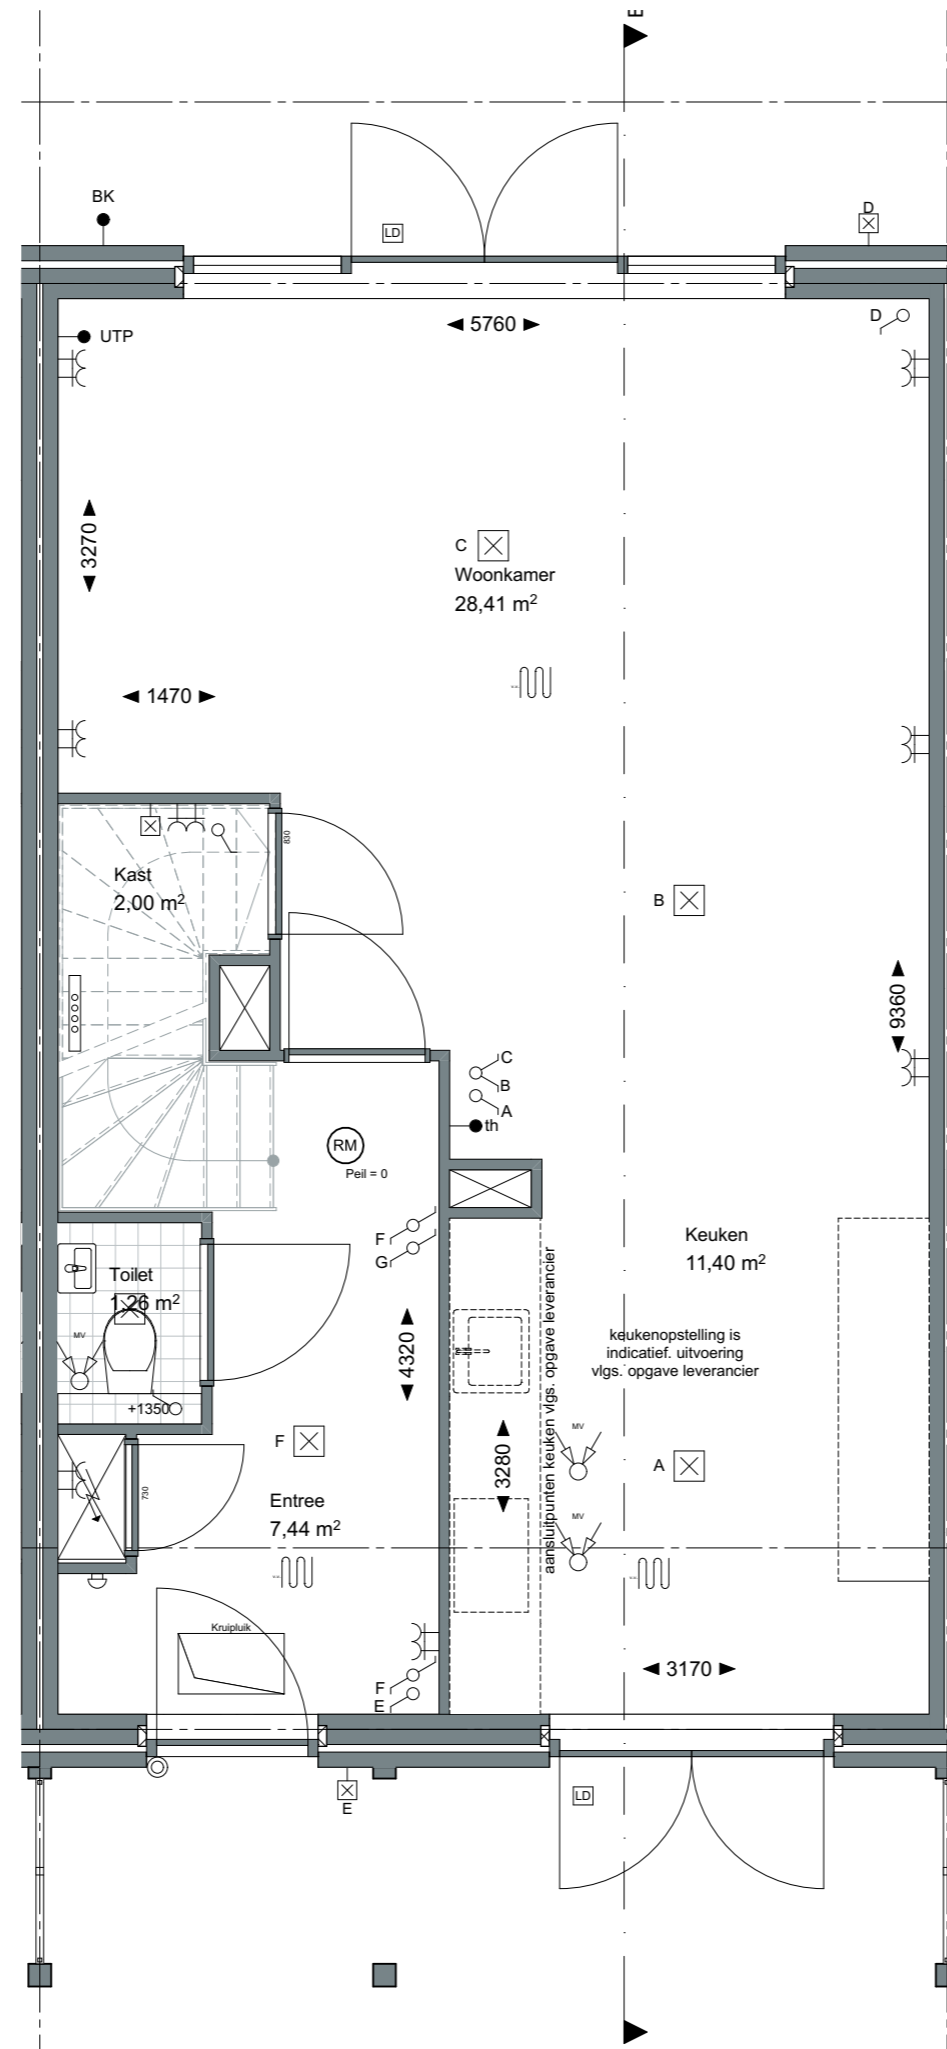 BK
D
LD
5760
D
UTP
3270
C
Woonkamer
28,41 m²
1470
830
Kast
2,00 m²
B
9360
C
B
A
th
RM
Peil = 0
F
G
Keuken
11,40 m²
Toilet
1,26 m²
MV
+1350
4320
aansluitpunten keuken vlgs. opgave leverancier
keukenopstelling is
indicatief. uitvoering
vlgs. opgave leverancier
3280
MV
A
F
730
Entree
7,44 m²
MV
Kruipluik
F
E
3170
E
LD